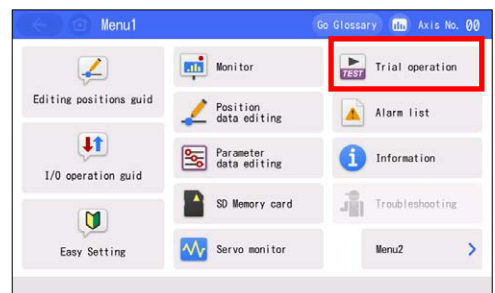 Menu1
Go Glossary
Axis No. 00
Editing positions guid
I/O operation guid
Easy Setting
Monitor
Position
data editing
Parameter
data editing
SD Memory card
Servo monitor
TEST
Trial operation
Alarm list
Information
Troubleshooting
Menu2